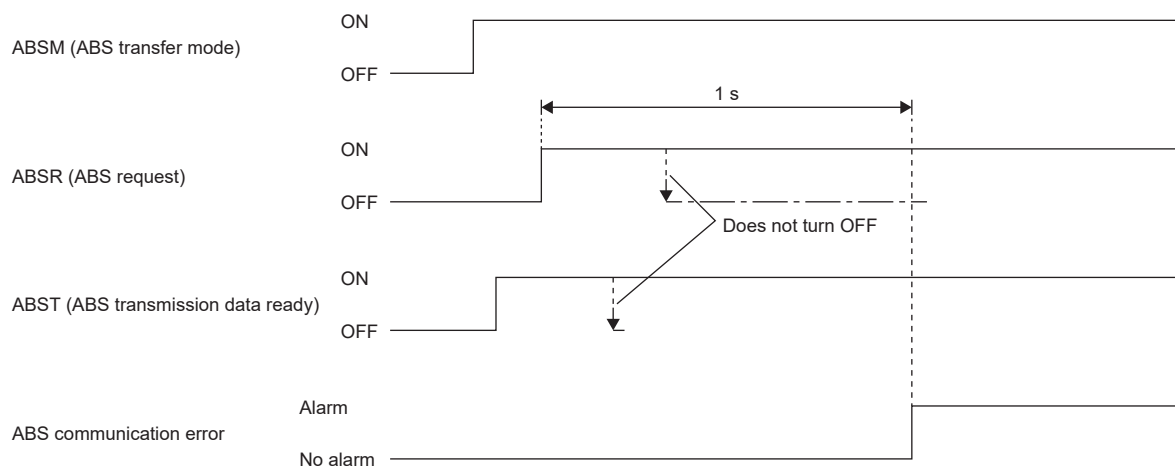 ON
ABSM (ABS transfer mode)
OFF
1 s
ON
ABSR (ABS request)
OFF
Does not turn OFF
ON
ABST (ABS transmission data ready)
OFF
Alarm
ABS communication error
No alarm